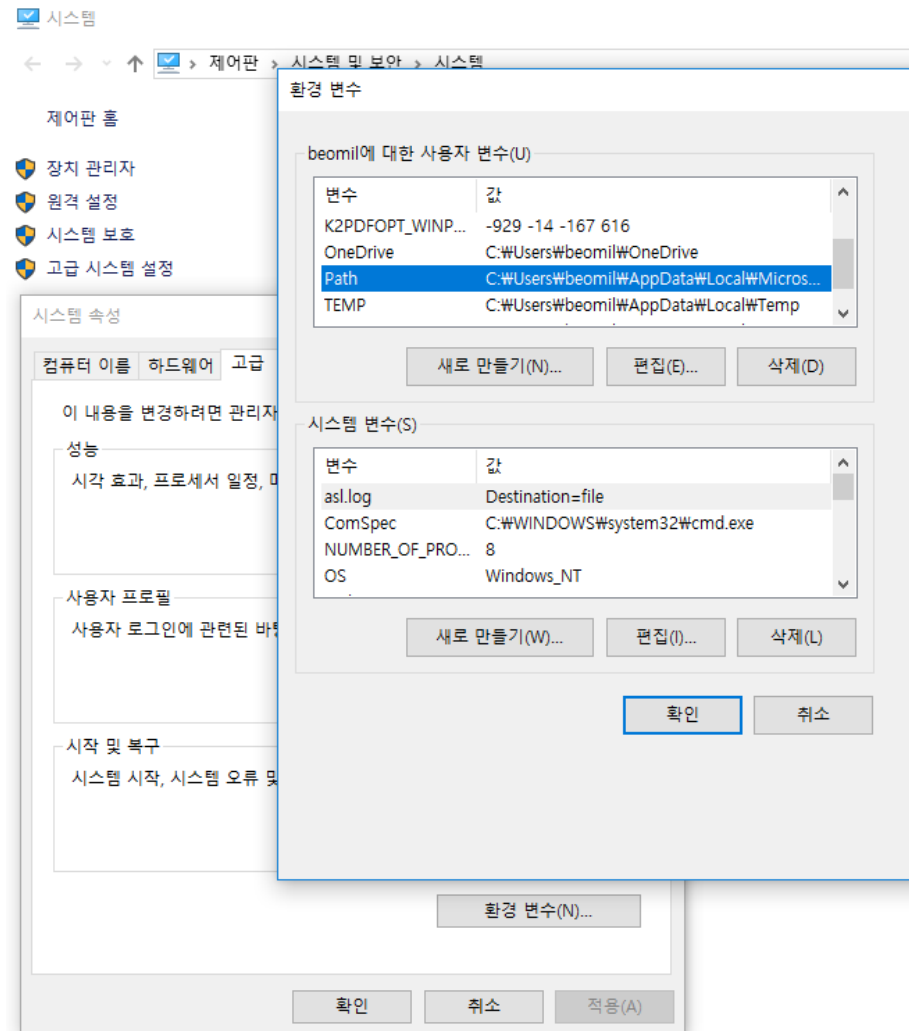 시스템
제어판 › 시스템 및 보안 › 시스템
제어판 홈
장치 관리자
원격 설정
시스템 보호
고급 시스템 설정
시스템 속성
컴퓨터 이름 하드웨어 고급
이 내용을 변경하려면 관리자
성능
시각 효과, 프로세서 일정,
사용자 프로필
사용자 로그인에 관련된
시작 및 복구
시스템 시작, 시스템 오류 및
환경 변수(N)...
확인 취소 적용(A)
환경 변수
beomil에 대한 사용자 변수(U)
변수 값
K2PDFOPT_WINP... -929 -14 -167 616
OneDrive C:₩Users₩beomil₩OneDrive
Path C:₩Users₩beomil₩AppData₩Local₩Micros...
TEMP C:₩Users₩beomil₩AppData₩Local₩Temp
새로 만들기(N)... 편집(E)... 삭제(D)
시스템 변수(S)
변수 값
asl.log Destination=file
ComSpec C:₩WINDOWS₩system32₩cmd.exe
NUMBER_OF_PRO... 8
OS Windows_NT
새로 만들기(W)... 편집(I)... 삭제(L)
확인 취소